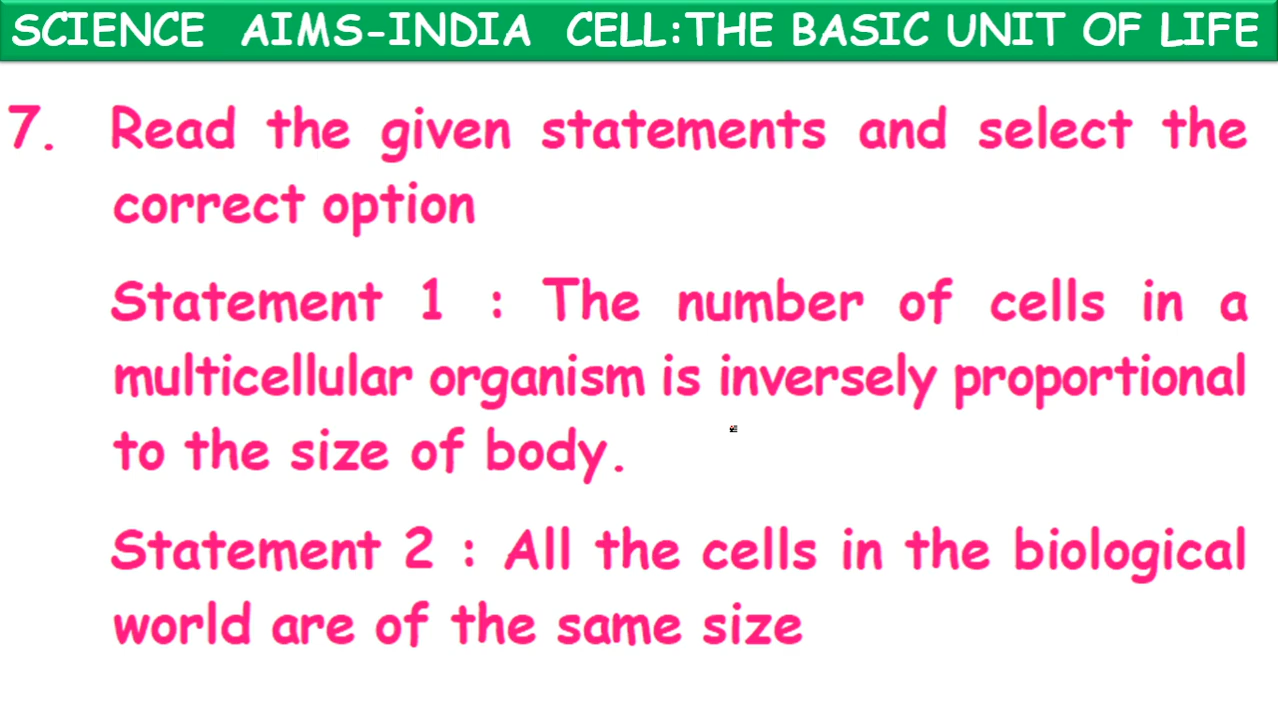 SCIENCE AIMS-INDIA CELL:THE BASIC UNIT OF LIFE
7. Read the given statements and select the
correct option
Statement 1 : The number of cells in a
multicellular organism is inversely proportional
to the size of body.
Statement 2 : All the cells in the biological
world are of the same size